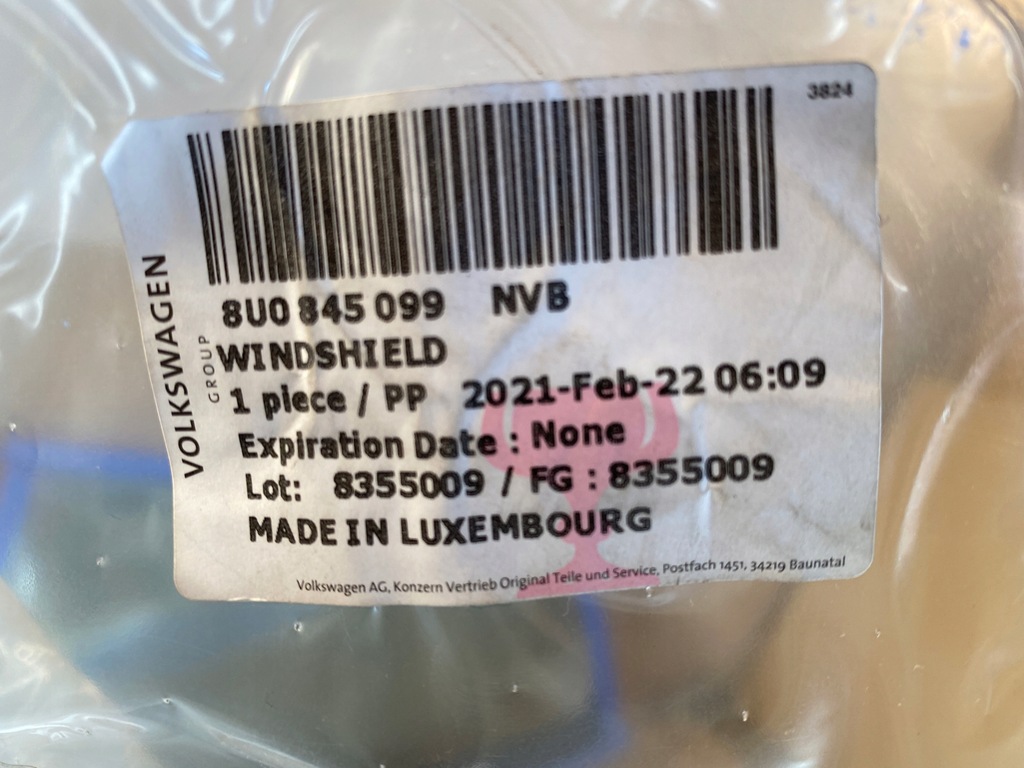 3824
VOLKSWAGEN
GROUP
8U0 845 099 NVB
WINDSHIELD
1 piece / PP 2021-Feb-22 06:09
Expiration Date : None
Lot: 8355009 / FG : 8355009
MADE IN LUXEMBOURG
Volkswagen AG, Konzern Vertrieb Original Teile und Service, Postfach 1451, 34219 Baunatal